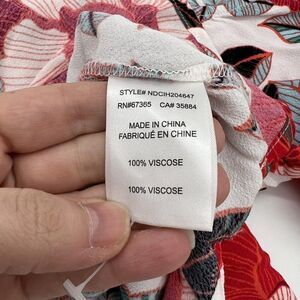 STYLE# NDCIH204647
RN#67365 CA# 35884
MADE IN CHINA
FABRIQUÉ EN CHINE
100% VISCOSE
100% VISCOSE